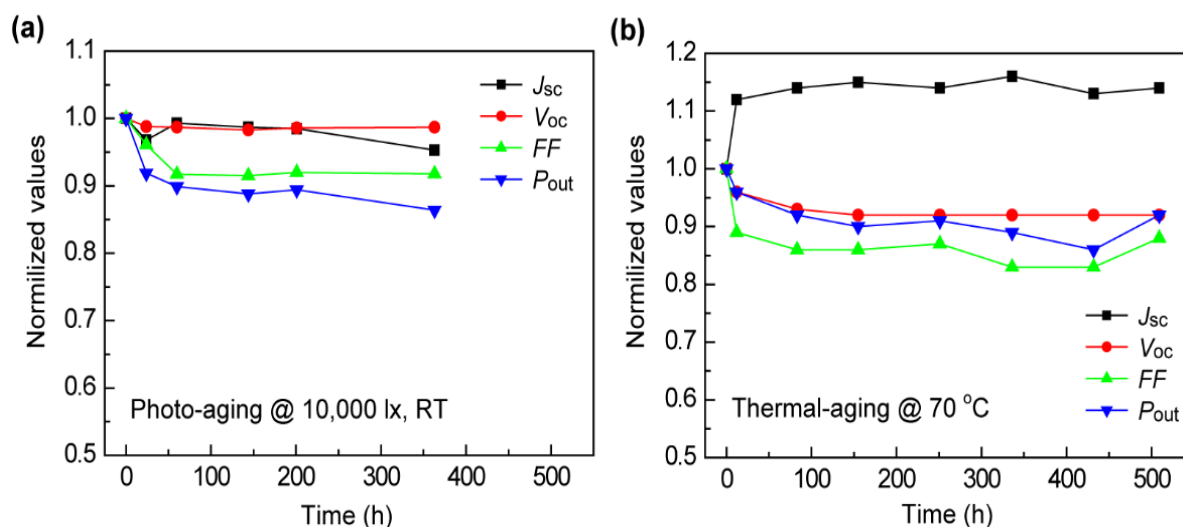 (a)
1.1
1.0
0.9
0.8
0.7
0.6
0.5
Normilized values
Jsc
Voc
FF
Pout
Photo-aging @ 10,000 lx, RT
0 100 200 300 400 500
Time (h)
(b)
1.2
1.1
1.0
0.9
0.8
0.7
0.6
0.5
Normilized values
Jsc
Voc
FF
Pout
Thermal-aging @ 70 °C
0 100 200 300 400 500
Time (h)